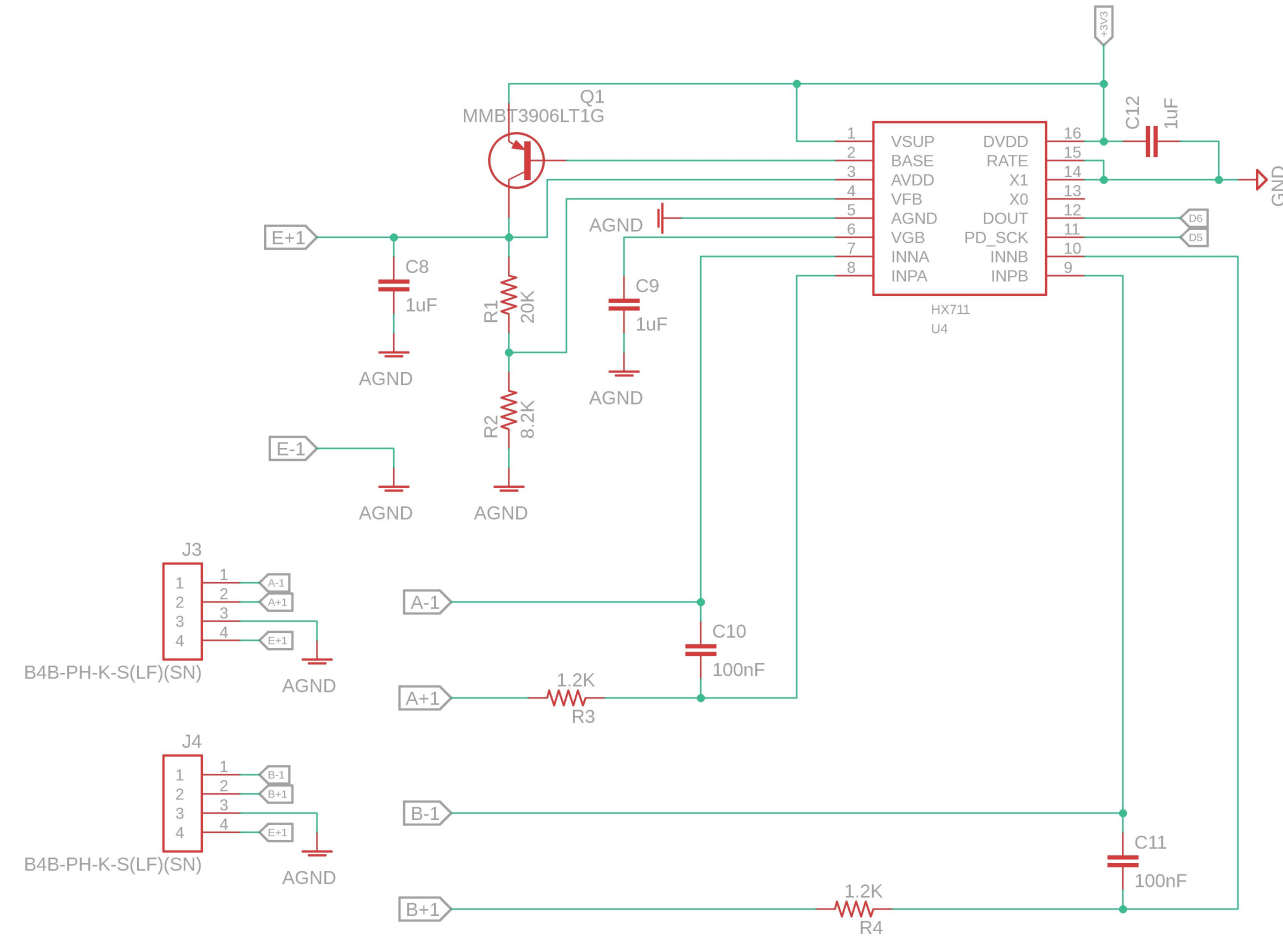 +3V3
Q1
MMBT3906LT1G
C12
1uF
1 VSUP DVDD 16
2 BASE RATE 15
3 AVDD X1 14
4 VFB X0 13
5 AGND DOUT 12
6 VGB PD_SCK 11
7 INNA INNB 10
8 INPA INPB 9
HX711
U4
GND
D6
D5
AGND
E+1
C8
1uF
AGND
R1
20K
C9
1uF
AGND
R2
8.2K
AGND
E-1
AGND
J3
1 1 A-1
2 2 A+1
3 3
4 4 E+1
B4B-PH-K-S(LF)(SN)
AGND
A-1
C10
100nF
A+1
1.2K
R3
J4
1 1 B-1
2 2 B+1
3 3
4 4 E+1
B4B-PH-K-S(LF)(SN)
AGND
B-1
C11
100nF
B+1
1.2K
R4